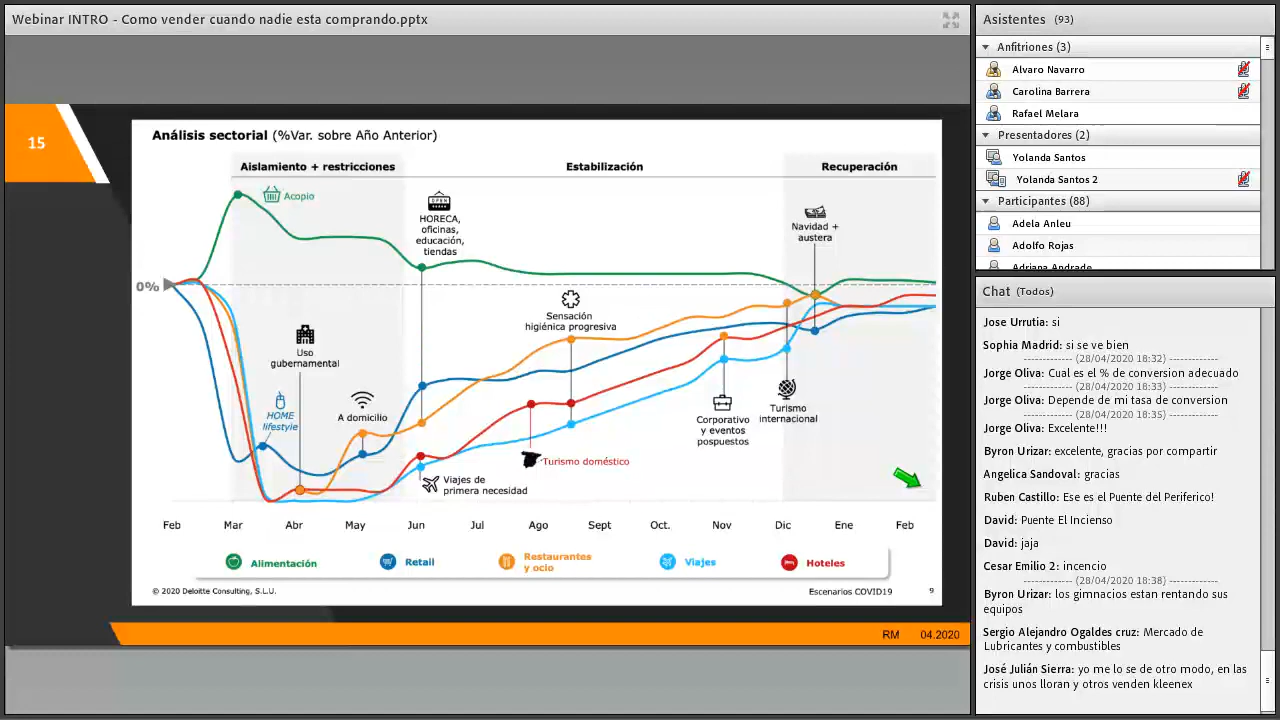 Webinar INTRO - Como vender cuando nadie esta comprando.pptx
15
Análisis sectorial (%Var. sobre Año Anterior)
Aislamiento + restricciones
Estabilización
Recuperación
Acopio
OPEN
HORECA,
oficinas,
educación,
tiendas
Navidad +
austera
0%
Sensación
higiénica progresiva
Uso
gubernamental
HOME
lifestyle
A domicilio
Corporativo
y eventos
pospuestos
Turismo
internacional
Turismo doméstico
Viajes de
primera necesidad
Feb
Mar
Abr
May
Jun
Jul
Ago
Sept
Oct.
Nov
Dic
Ene
Feb
Alimentación
Retail
Restaurantes
y ocio
Viajes
Hoteles
© 2020 Deloitte Consulting, S.L.U.
Escenarios COVID19
9
RM
04.2020
Asistentes (93)
Anfitriones (3)
Alvaro Navarro
Carolina Barrera
Rafael Melara
Presentadores (2)
Yolanda Santos
Yolanda Santos 2
Participantes (88)
Adela Anleu
Adolfo Rojas
Adriana Andrade
Chat (Todos)
Jose Urrutia: si
Sophia Madrid: si se ve bien
------------ (28/04/2020 18:32) ------------
Jorge Oliva: Cual es el % de conversion adecuado
------------ (28/04/2020 18:33) ------------
Jorge Oliva: Depende de mi tasa de conversion
------------ (28/04/2020 18:35) ------------
Jorge Oliva: Excelente!!!
Byron Urizar: excelente, gracias por compartir
Angelica Sandoval: gracias
Ruben Castillo: Ese es el Puente del Periferico!
David: Puente El Incienso
David: jaja
Cesar Emilio 2: incencio
------------ (28/04/2020 18:38) ------------
Byron Urizar: los gimnacios estan rentando sus
equipos
Sergio Alejandro Ogaldes cruz: Mercado de
Lubricantes y combustibles
José Julián Sierra: yo me lo se de otro modo, en las
crisis unos lloran y otros venden kleenex